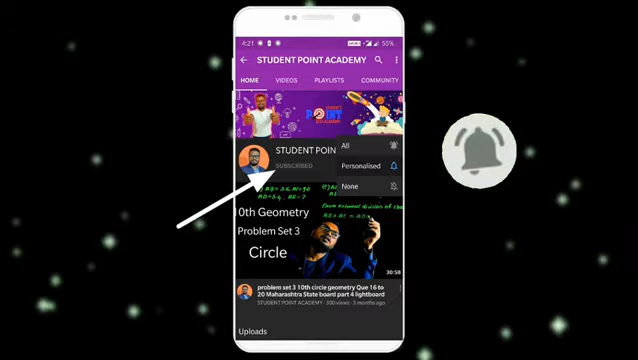 4:21
55%
STUDENT POINT ACADEMY
HOME VIDEOS PLAYLISTS COMMUNITY
POINT
STUDENT POIN
SUBSCRIBED
All
Personalised
None
10th Geometry
Problem Set 3
Circle
30:58
problem set 3 10th circle geometry Que 16 to
20 Maharashtra State board part 4 lightboard
STUDENT POINT ACADEMY · 300 views · 3 months ago
Uploads